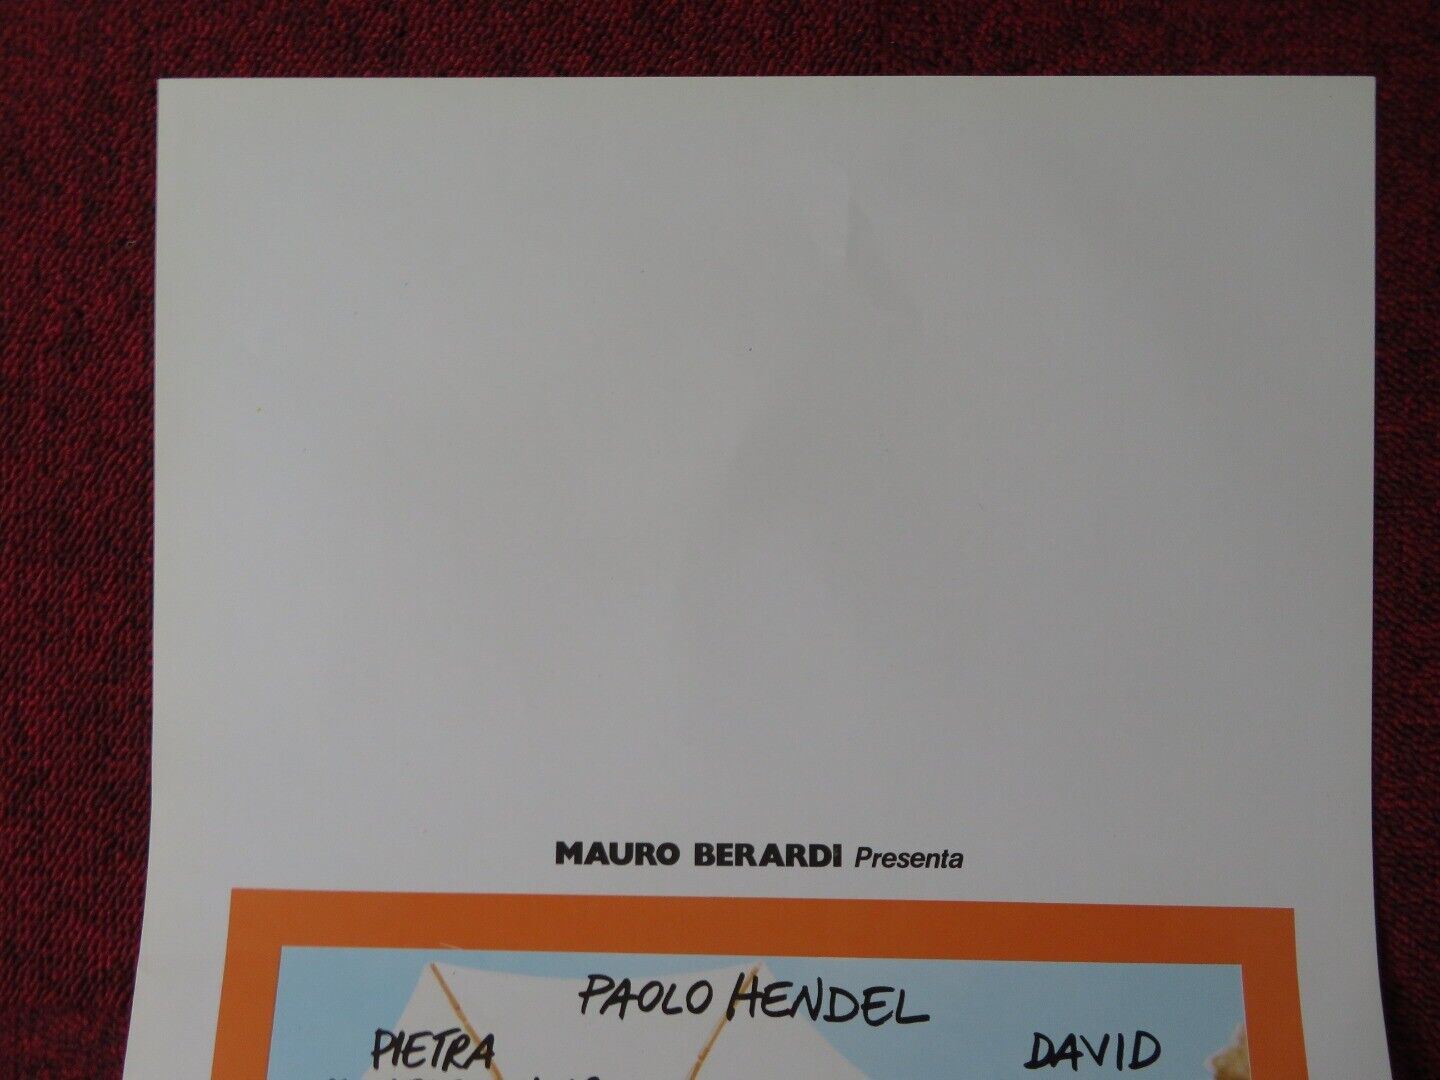 MAURO BERARDI Presenta
PAOLO HENDEL
PIETRA DAVID